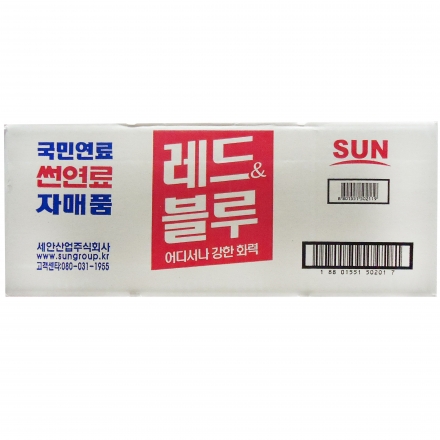 국민연료
썬연료
자매품
세안산업주식회사
www.sungroup.kr
고객센타:080-031-1955
레드&
블루
어디서나 강한 화력
SUN
1 88 01551 50201 7